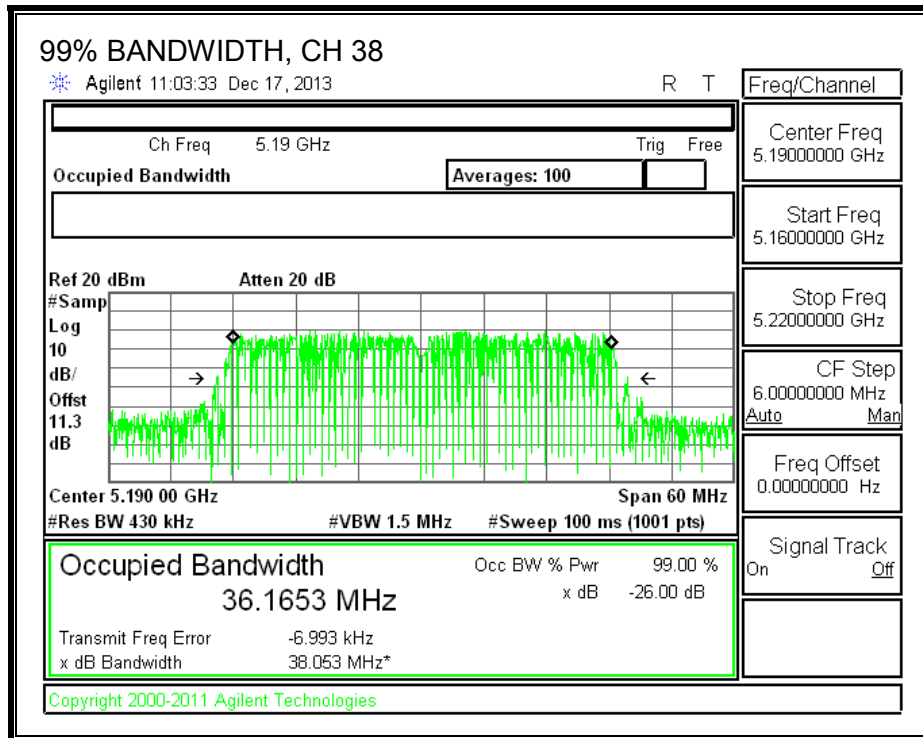 99% BANDWIDTH, CH 38
Agilent 11:03:33 Dec 17, 2013 R T
Freq/Channel
Ch Freq 5.19 GHz Trig Free
Occupied Bandwidth Averages: 100
Center Freq
5.19000000 GHz
Start Freq
5.16000000 GHz
Stop Freq
5.22000000 GHz
CF Step
6.00000000 MHz
Auto Man
Freq Offset
0.00000000 Hz
Signal Track
On Off
Ref 20 dBm Atten 20 dB
#Samp
Log
10
dB/
Offst
11.3
dB
Center 5.190 00 GHz Span 60 MHz
#Res BW 430 kHz #VBW 1.5 MHz #Sweep 100 ms (1001 pts)
Occupied Bandwidth Occ BW % Pwr 99.00 %
36.1653 MHz x dB -26.00 dB
Transmit Freq Error -6.993 kHz
x dB Bandwidth 38.053 MHz*
Copyright 2000-2011 Agilent Technologies